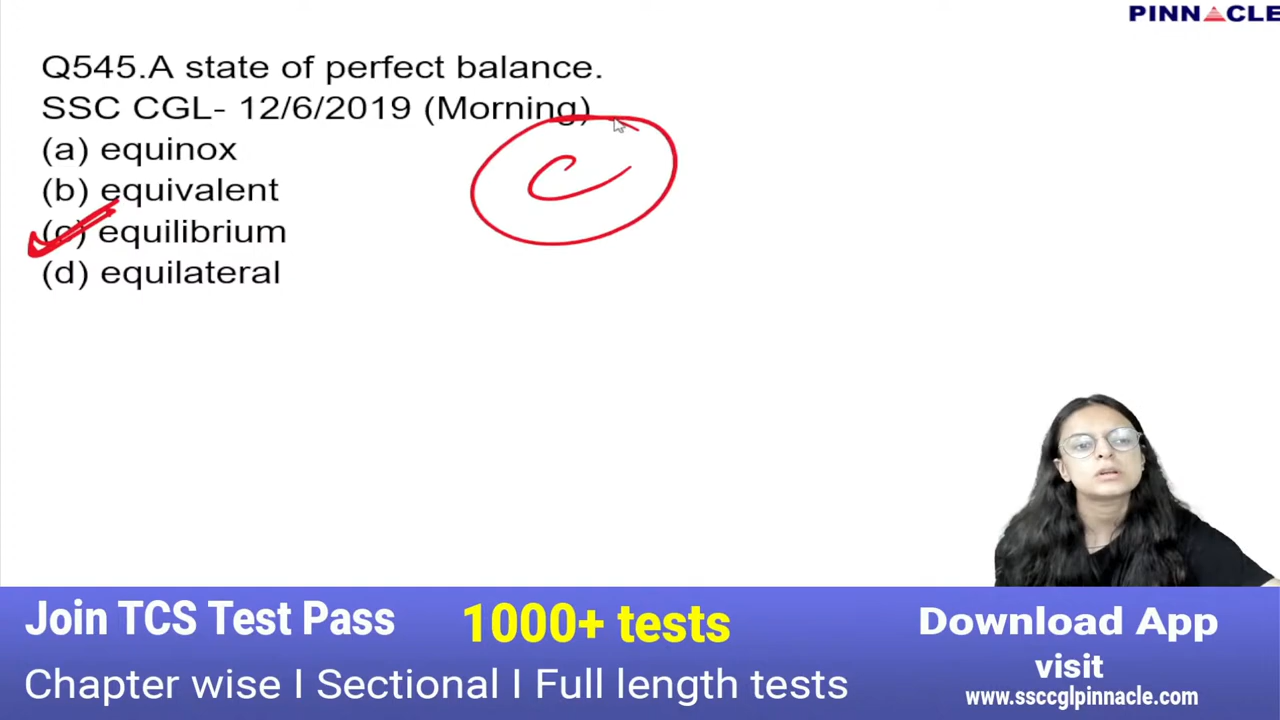 PINNACLE
Q545.A state of perfect balance.
SSC CGL- 12/6/2019 (Morning)
(a) equinox
(b) equivalent
(c) equilibrium
(d) equilateral
C
Join TCS Test Pass
1000+ tests
Chapter wise I Sectional I Full length tests
Download App
visit
www.ssccglpinnacle.com